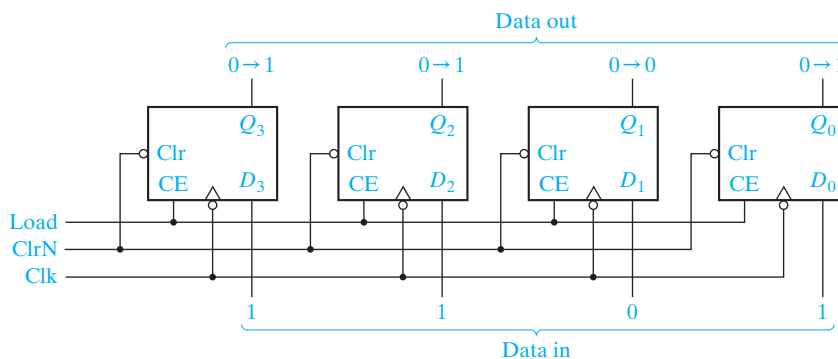 Data out
0→1 0→1 0→0 0→1
Q3 Q2 Q1 Q0
Clr Clr Clr Clr
CE D3 CE D2 CE D1 CE D0
Load
ClrN
Clk
1 1 0 1
Data in